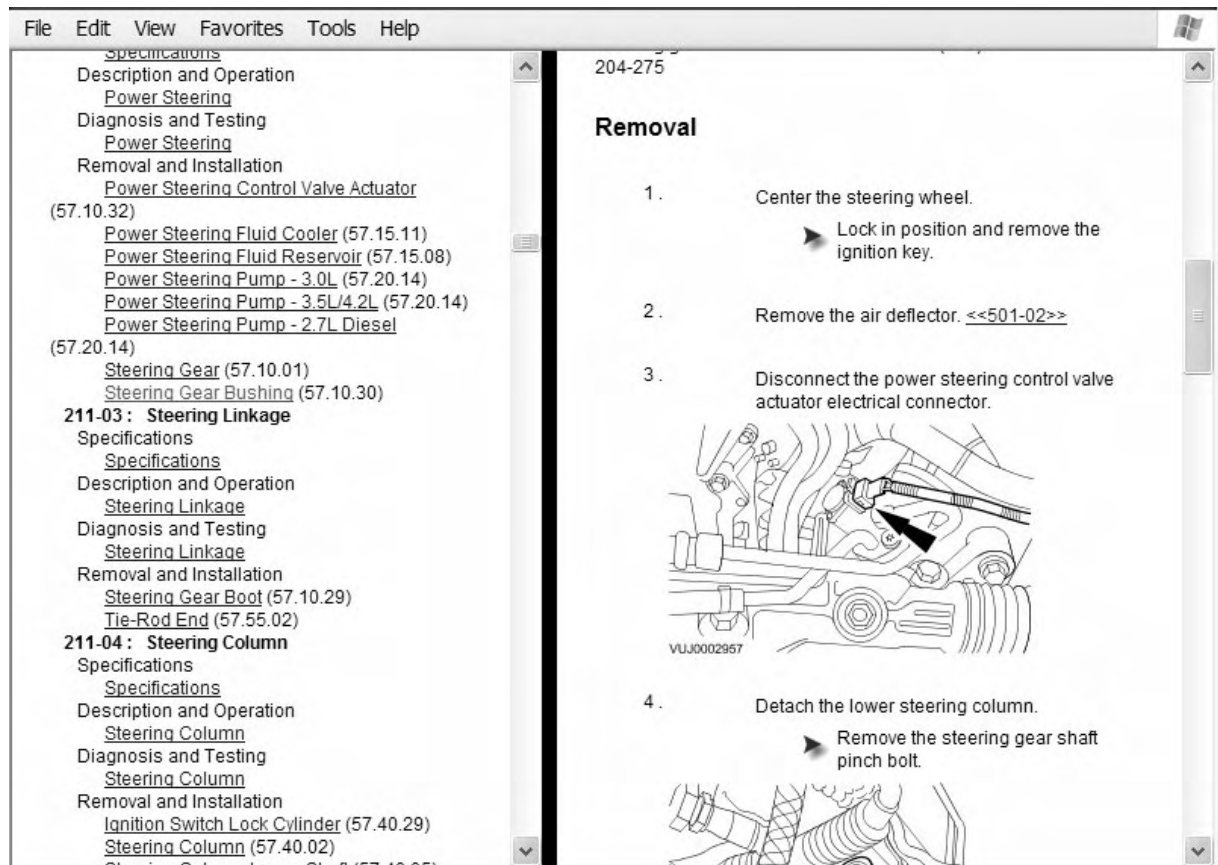 File Edit View Favorites Tools Help
Specifications
Description and Operation
Power Steering
Diagnosis and Testing
Power Steering
Removal and Installation
Power Steering Control Valve Actuator
(57.10.32)
Power Steering Fluid Cooler (57.15.11)
Power Steering Fluid Reservoir (57.15.08)
Power Steering Pump - 3.0L (57.20.14)
Power Steering Pump - 3.5L/4.2L (57.20.14)
Power Steering Pump - 2.7L Diesel
(57.20.14)
Steering Gear (57.10.01)
Steering Gear Bushing (57.10.30)
211-03 : Steering Linkage
Specifications
Specifications
Description and Operation
Steering Linkage
Diagnosis and Testing
Steering Linkage
Removal and Installation
Steering Gear Boot (57.10.29)
Tie-Rod End (57.55.02)
211-04 : Steering Column
Specifications
Specifications
Description and Operation
Steering Column
Diagnosis and Testing
Steering Column
Removal and Installation
Ignition Switch Lock Cylinder (57.40.29)
Steering Column (57.40.02)
204-275
Removal
1 . Center the steering wheel.
Lock in position and remove the
ignition key.
2 . Remove the air deflector. <<501-02>>
3 . Disconnect the power steering control valve
actuator electrical connector.
VUJ0002957
4 . Detach the lower steering column.
Remove the steering gear shaft
pinch bolt.